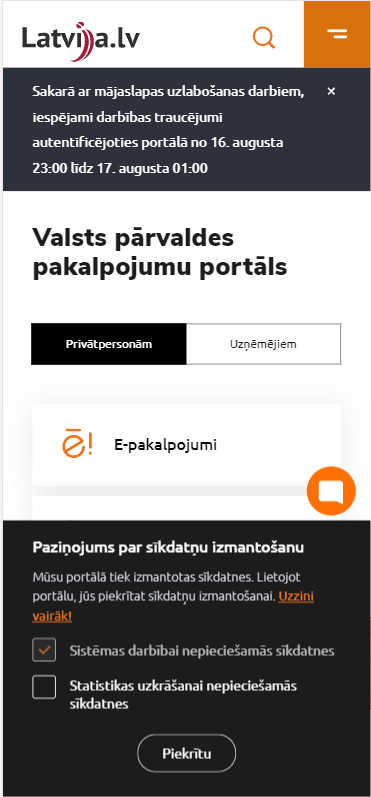 Latvija.lv
Sakarā ar mājaslapas uzlabošanas darbiem,
iespējami darbības traucējumi
autentificējoties portālā no 16. augusta
23:00 līdz 17. augusta 01:00
Valsts pārvaldes
pakalpojumu portāls
Privātpersonām
Uzņēmējiem
ē!
E-pakalpojumi
Paziņojums par sīkdatņu izmantošanu
Mūsu portālā tiek izmantotas sīkdatnes. Lietojot
portālu, jūs piekrītat sīkdatņu izmantošanai. Uzzini
vairāk!
Sistēmas darbībai nepieciešamās sīkdatnes
Statistikas uzkrāšanai nepieciešamās
sīkdatnes
Piekrītu